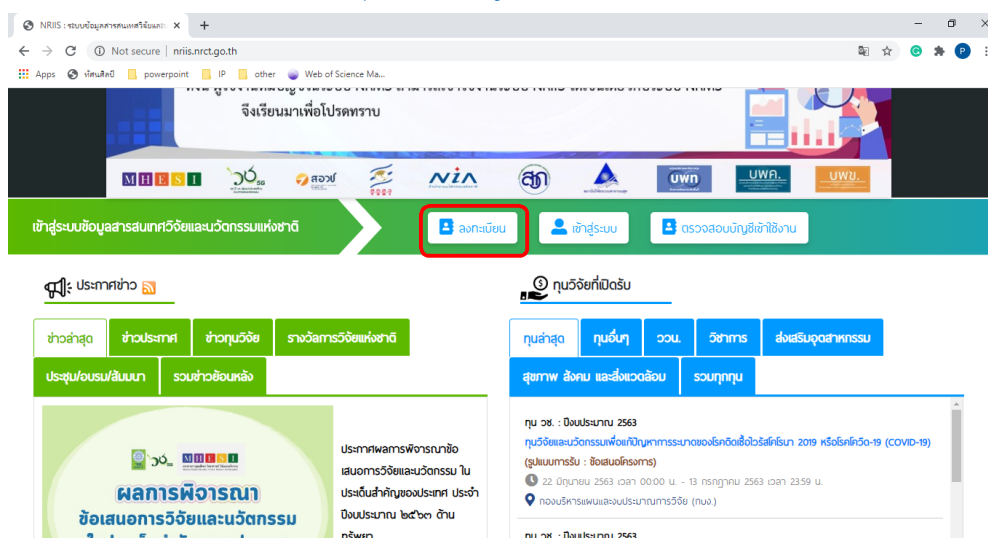 NRIIS : ระบบข้อมูลสารสนเทศวิจัยและ
Not secure | nriis.nrct.go.th
Apps ทัศนศิลป์ powerpoint IP other Web of Science Ma...
จึงเรียนมาเพื่อโปรดทราบ
MHESI วช. 60 สอวช NIA สก บพท บพค. บพข.
เข้าสู่ระบบข้อมูลสารสนเทศวิจัยและนวัตกรรมแห่งชาติ
ลงทะเบียน เข้าสู่ระบบ ตรวจสอบบัญชีเข้าใช้งาน
ประกาศข่าว
ทุนวิจัยที่เปิดรับ
ข่าวล่าสุด ข่าวประกาศ ข่าวทุนวิจัย รางวัลการวิจัยแห่งชาติ
ประชุม/อบรม/สัมมนา รวมข่าวย้อนหลัง
ทุนล่าสุด ทุนอื่นๆ ววน. วิชาการ ส่งเสริมอุตสาหกรรม
สุขภาพ สังคม และสิ่งแวดล้อม รวมทุกทุน
MHESI
ผลการพิจารณา
ข้อเสนอการวิจัยและนวัตกรรม
ประกาศผลการพิจารณาข้อ
เสนอการวิจัยและนวัตกรรม ใน
ประเด็นสำคัญของประเทศ ประจำ
ปีงบประมาณ ๒๕๖๓ ด้าน
ทุน วช. : ปีงบประมาณ 2563
ทุนวิจัยและนวัตกรรมเพื่อแก้ปัญหาการระบาดของโรคติดเชื้อไวรัสโคโรนา 2019 หรือโรคโควิด-19 (COVID-19)
(รูปแบบการรับ : ข้อเสนอโครงการ)
22 มิถุนายน 2563 เวลา 00:00 น. - 13 กรกฎาคม 2563 เวลา 23:59 น.
กองบริหารแผนและงบประมาณการวิจัย (กบง.)
ทุน วช. : ปีงบประมาณ 2563